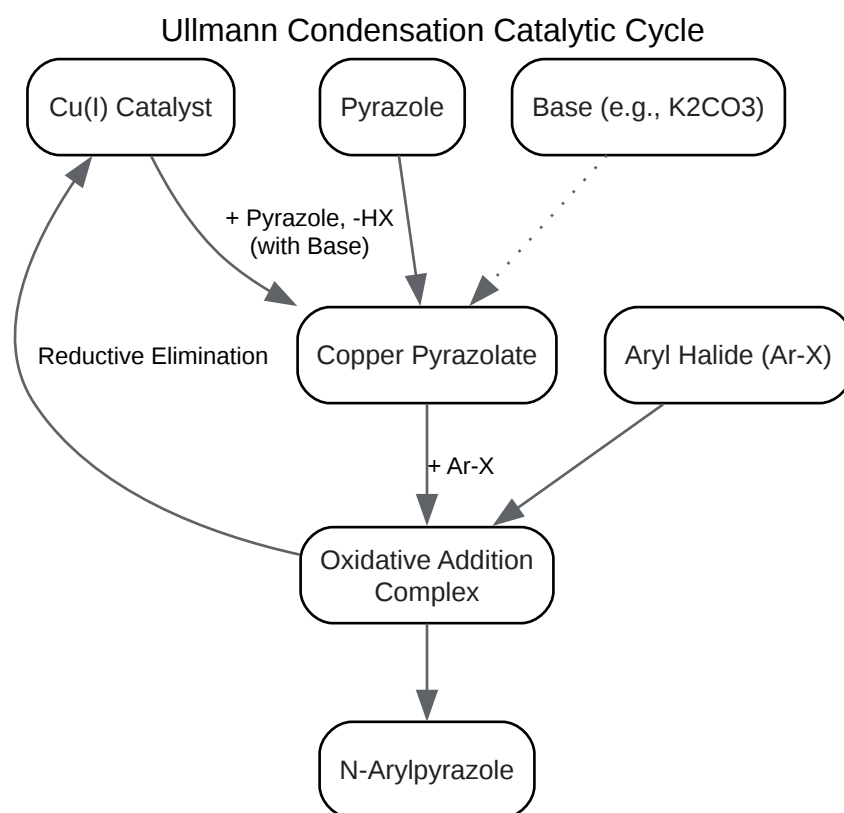 Ullmann Condensation Catalytic Cycle
Cu(I) Catalyst
Pyrazole
Base (e.g., K2CO3)
+ Pyrazole, -HX
(with Base)
Reductive Elimination
Copper Pyrazolate
Aryl Halide (Ar-X)
+ Ar-X
Oxidative Addition
Complex
N-Arylpyrazole